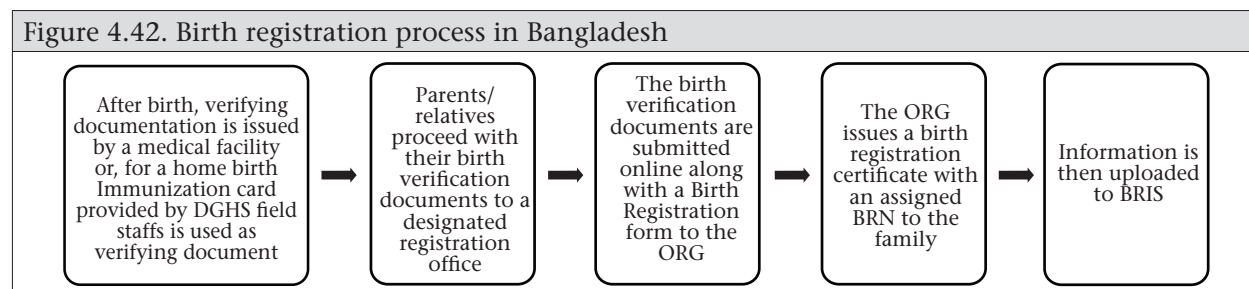 Figure 4.42. Birth registration process in Bangladesh
After birth, verifying
documentation is issued
by a medical facility
or, for a home birth
Immunization card
provided by DGHS field
staffs is used as
verifying document
Parents/
relatives
proceed with
their birth
verification
documents to a
designated
registration
office
The birth
verification
documents are
submitted
online along
with a Birth
Registration
form to the
ORG
The ORG
issues a birth
registration
certificate with
an assigned
BRN to the
family
Information is
then uploaded
to BRIS